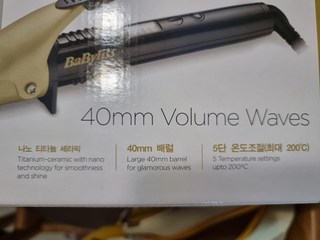 BaByliss
40mm Volume Waves
나노 티타늄 세라믹
Titanium-ceramic with nano
technology for smoothness
and shine
40mm 배럴
Large 40mm barrel
for glamorous waves
5단 온도조절(최대 200℃)
5 Temperature settings
upto 200ºC